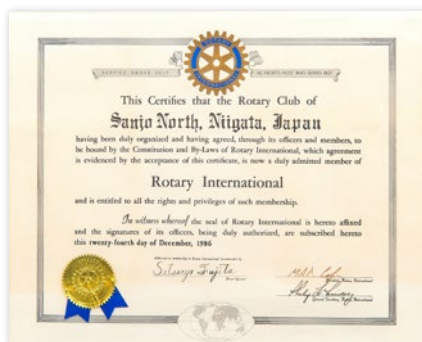 ROTARY
INTERNATIONAL
SERVICE ABOVE SELF
HE PROFITS MOST WHO SERVES BEST
This Certifies that the Rotary Club of
Sanjo North, Niigata, Japan
having been duly organized and having agreed, through its officers and members, to
be bound by the Constitution and By-Laws of Rotary International, which agreement
is evidenced by the acceptance of this certificate, is now a duly admitted member of
Rotary International
and is entitled to all the rights and privileges of such membership.
In witness whereof the seal of Rotary International is hereto affixed
and the signatures of its officers, being duly authorized, are subscribed hereto
this twenty-fourth day of December, 1986